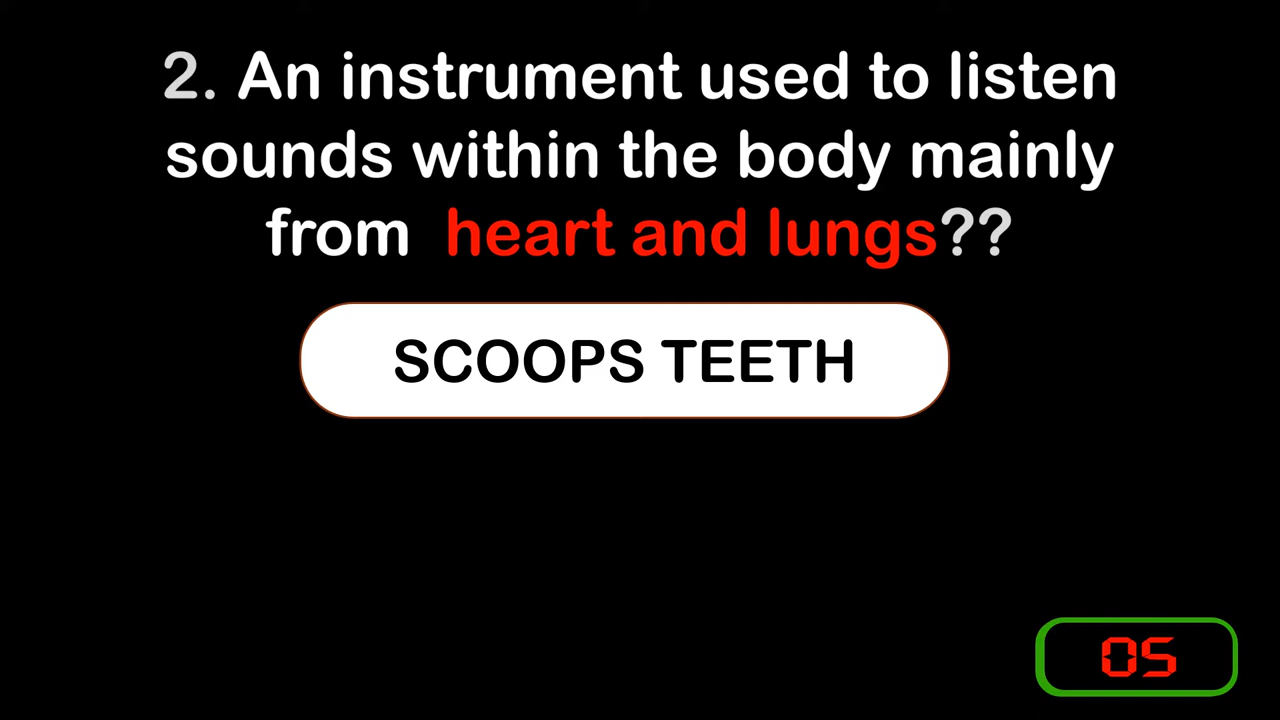 2. An instrument used to listen
sounds within the body mainly
from heart and lungs??
SCOOPS TEETH
05